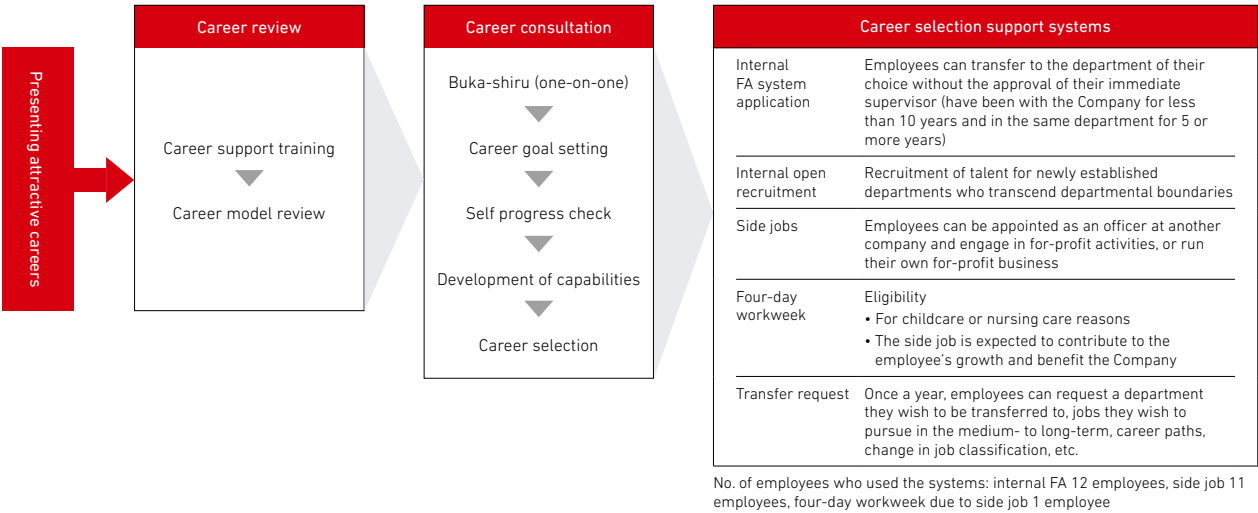 Presenting attractive careers
Career review
Career support training
Career model review
Career consultation
Buka-shiru (one-on-one)
Career goal setting
Self progress check
Development of capabilities
Career selection
Career selection support systems
Internal
FA system
application
Employees can transfer to the department of their
choice without the approval of their immediate
supervisor (have been with the Company for less
than 10 years and in the same department for 5 or
more years)
Internal open
recruitment
Recruitment of talent for newly established
departments who transcend departmental boundaries
Side jobs
Employees can be appointed as an officer at another
company and engage in for-profit activities, or run
their own for-profit business
Four-day
workweek
Eligibility
• For childcare or nursing care reasons
• The side job is expected to contribute to the
employee’s growth and benefit the Company
Transfer request
Once a year, employees can request a department
they wish to be transferred to, jobs they wish to
pursue in the medium- to long-term, career paths,
change in job classification, etc.
No. of employees who used the systems: internal FA 12 employees, side job 11
employees, four-day workweek due to side job 1 employee